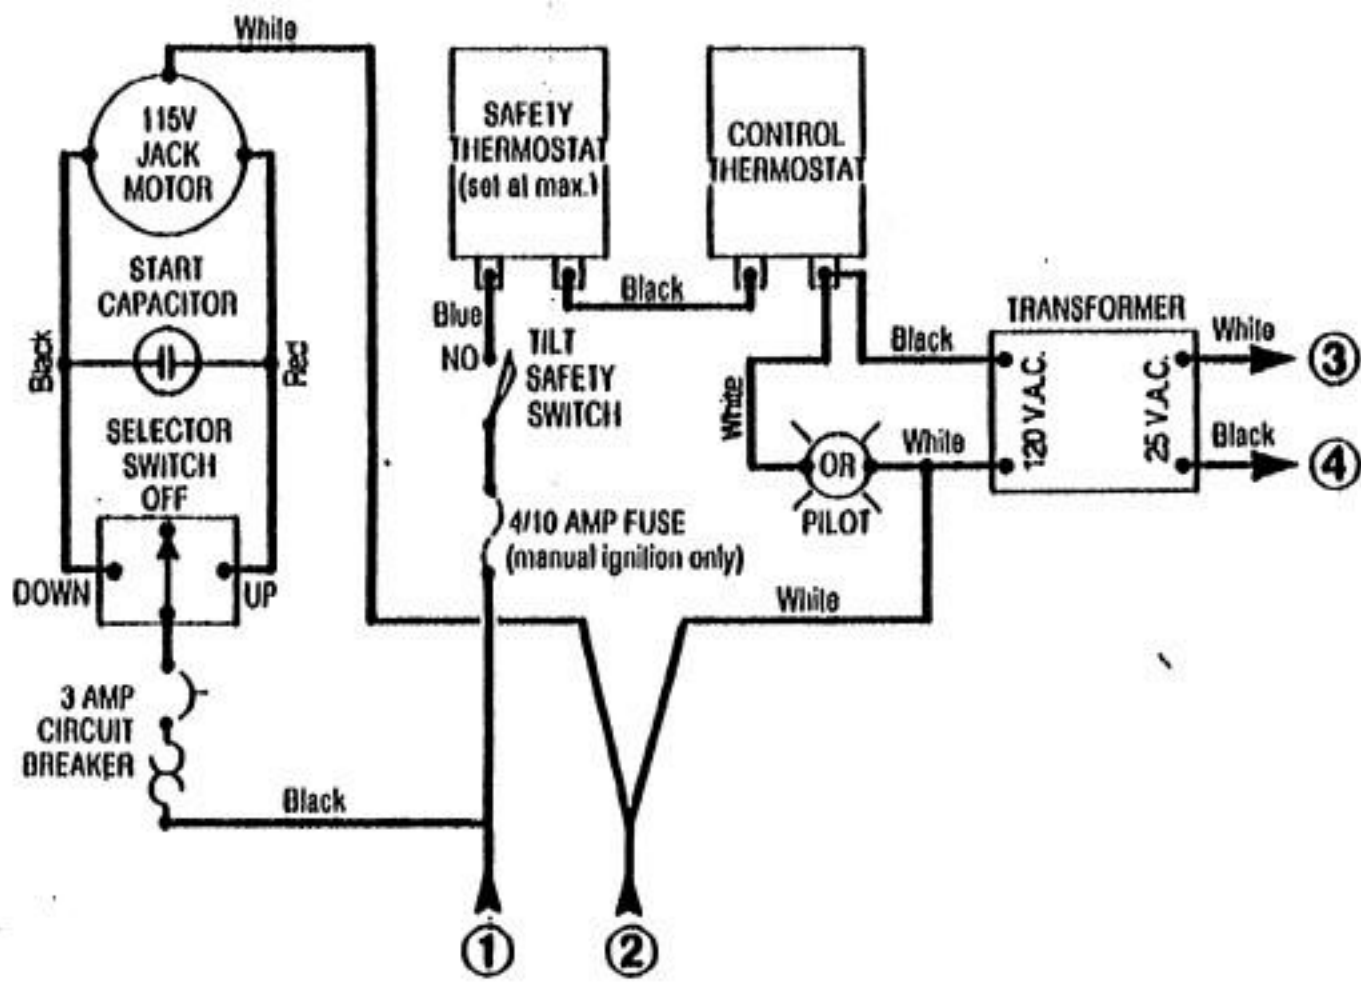 White
115V
JACK
MOTOR
START
CAPACITOR
Black
Red
SELECTOR
SWITCH
OFF
DOWN
UP
3 AMP
CIRCUIT
BREAKER
Black
SAFETY
THERMOSTAT
(set at max.)
Blue
NO
TILT
SAFETY
SWITCH
4/10 AMP FUSE
(manual ignition only)
Black
CONTROL
THERMOSTAT
White
Black
OR
PILOT
White
White
TRANSFORMER
120 V.A.C.
25 V.A.C.
White
3
Black
4
1
2